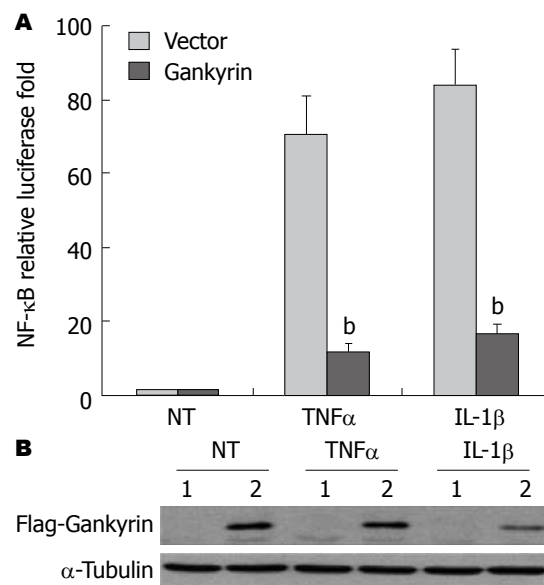 A
100
80
60
40
20
0
NF-κB relative luciferase fold
Vector
Gankyrin
b
b
NT TNFα IL-1β
B
NT TNFα IL-1β
1 2 1 2 1 2
Flag-Gankyrin
α-Tubulin